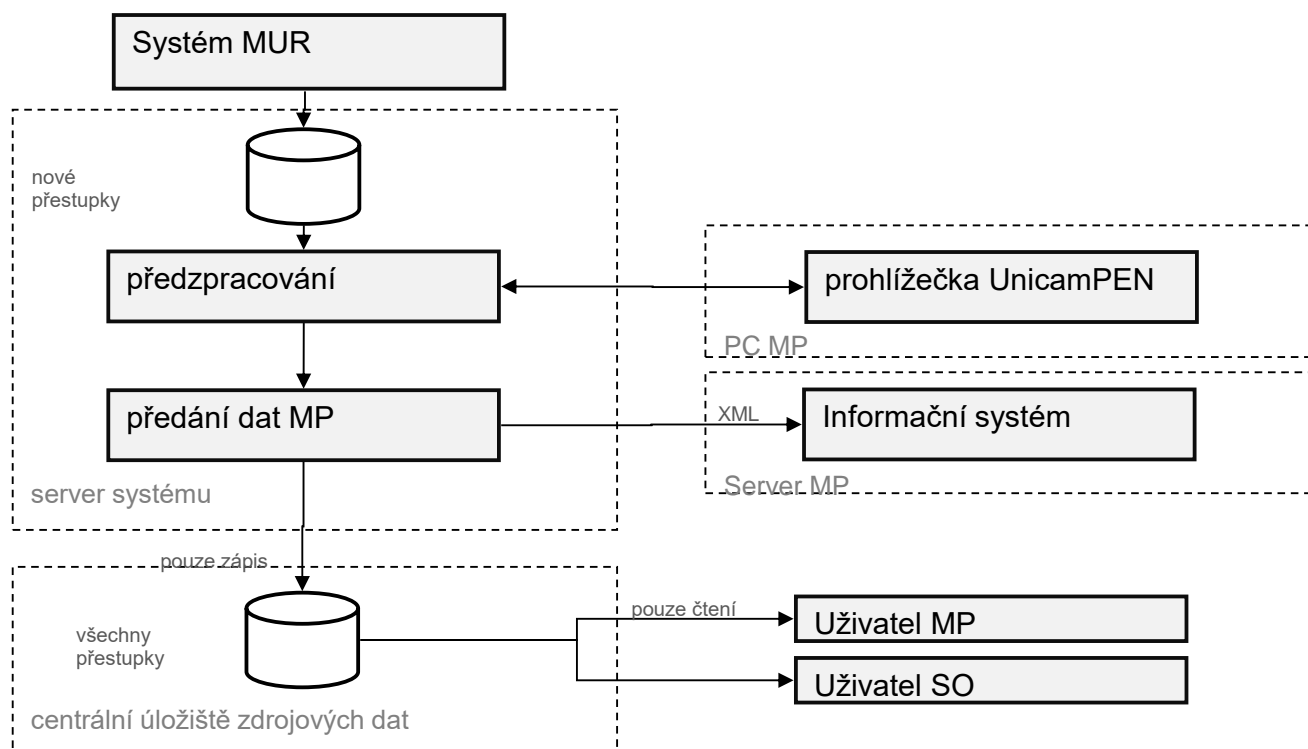 Systém MUR
nové
přestupky
předzpracování
prohlížečka UnicamPEN
PC MP
předání dat MP
XML
Informační systém
server systému
Server MP
pouze zápis
pouze čtení
Uživatel MP
všechny
přestupky
Uživatel SO
centrální úložiště zdrojových dat